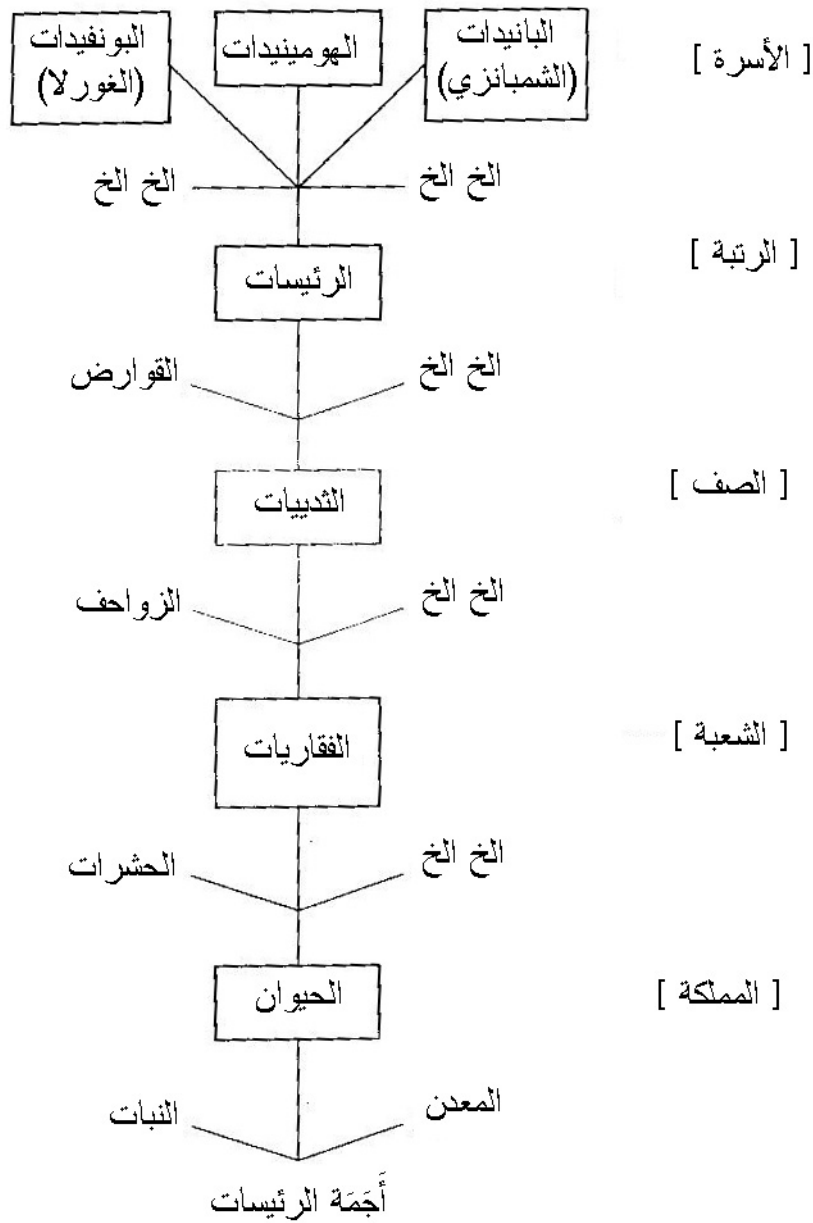 [ الأسرة ]
البانيدات
(الشمبانزي)
الهومينيدات
البونفيدات
(الغورلا)
الخ الخ
الخ الخ
[ الرتبة ]
الرئيسات
الخ الخ
القوارض
[ الصف ]
الثدييات
الخ الخ
الزواحف
[ الشعبة ]
الفقاريات
الخ الخ
الحشرات
[ المملكة ]
الحيوان
المعدن
النبات
أَجَمَة الرئيسات